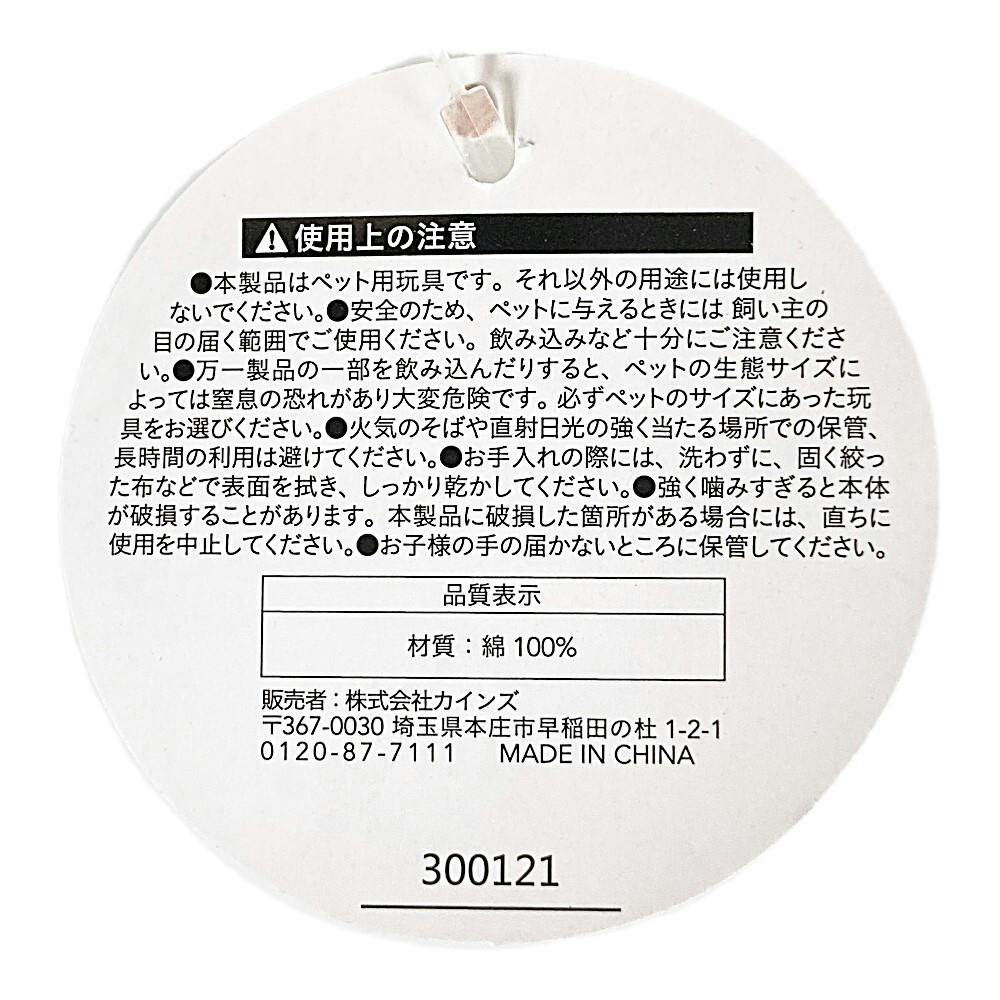 ⚠使用上の注意
●本製品はペット用玩具です。それ以外の用途には使用し
ないでください。●安全のため、ペットに与えるときには 飼い主の
目の届く範囲でご使用ください。飲み込みなど十分にご注意くださ
い。●万一製品の一部を飲み込んだりすると、ペットの生態サイズに
よっては窒息の恐れがあり大変危険です。必ずペットのサイズにあった玩
具をお選びください。●火気のそばや直射日光の強く当たる場所での保管、
長時間の利用は避けてください。●お手入れの際には、洗わずに、固く絞っ
た布などで表面を拭き、しっかり乾かしてください。●強く噛みすぎると本体
が破損することがあります。本製品に破損した箇所がある場合には、直ちに
使用を中止してください。●お子様の手の届かないところに保管してください。
品質表示
材質：綿 100%
販売者：株式会社カインズ
〒367-0030 埼玉県本庄市早稲田の杜 1-2-1
0120-87-7111 MADE IN CHINA
300121